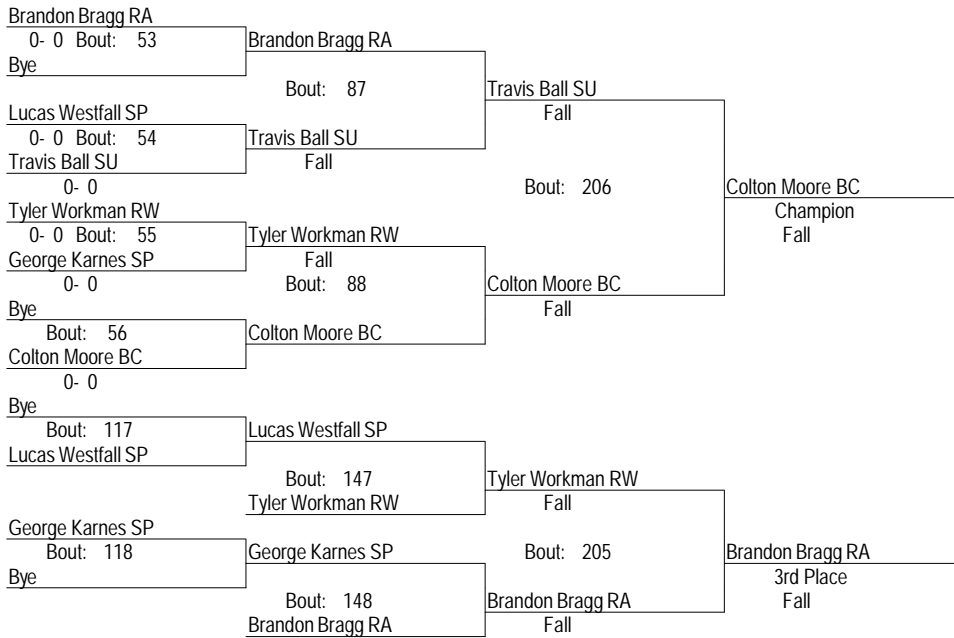 Brandon Bragg RA
0- 0 Bout: 53
Brandon Bragg RA
Bye
Bout: 87
Travis Ball SU
Fall
Lucas Westfall SP
0- 0 Bout: 54
Travis Ball SU
Travis Ball SU
Fall
0- 0
Bout: 206
Colton Moore BC
Champion
Fall
Tyler Workman RW
0- 0 Bout: 55
Tyler Workman RW
George Karnes SP
Fall
0- 0
Bout: 88
Colton Moore BC
Fall
Bye
Bout: 56
Colton Moore BC
Colton Moore BC
0- 0
Bye
Bout: 117
Lucas Westfall SP
Lucas Westfall SP
Bout: 147
Tyler Workman RW
Tyler Workman RW
Fall
George Karnes SP
Bout: 118
George Karnes SP
Bout: 205
Brandon Bragg RA
Bye
3rd Place
Fall
Bout: 148
Brandon Bragg RA
Brandon Bragg RA
Fall